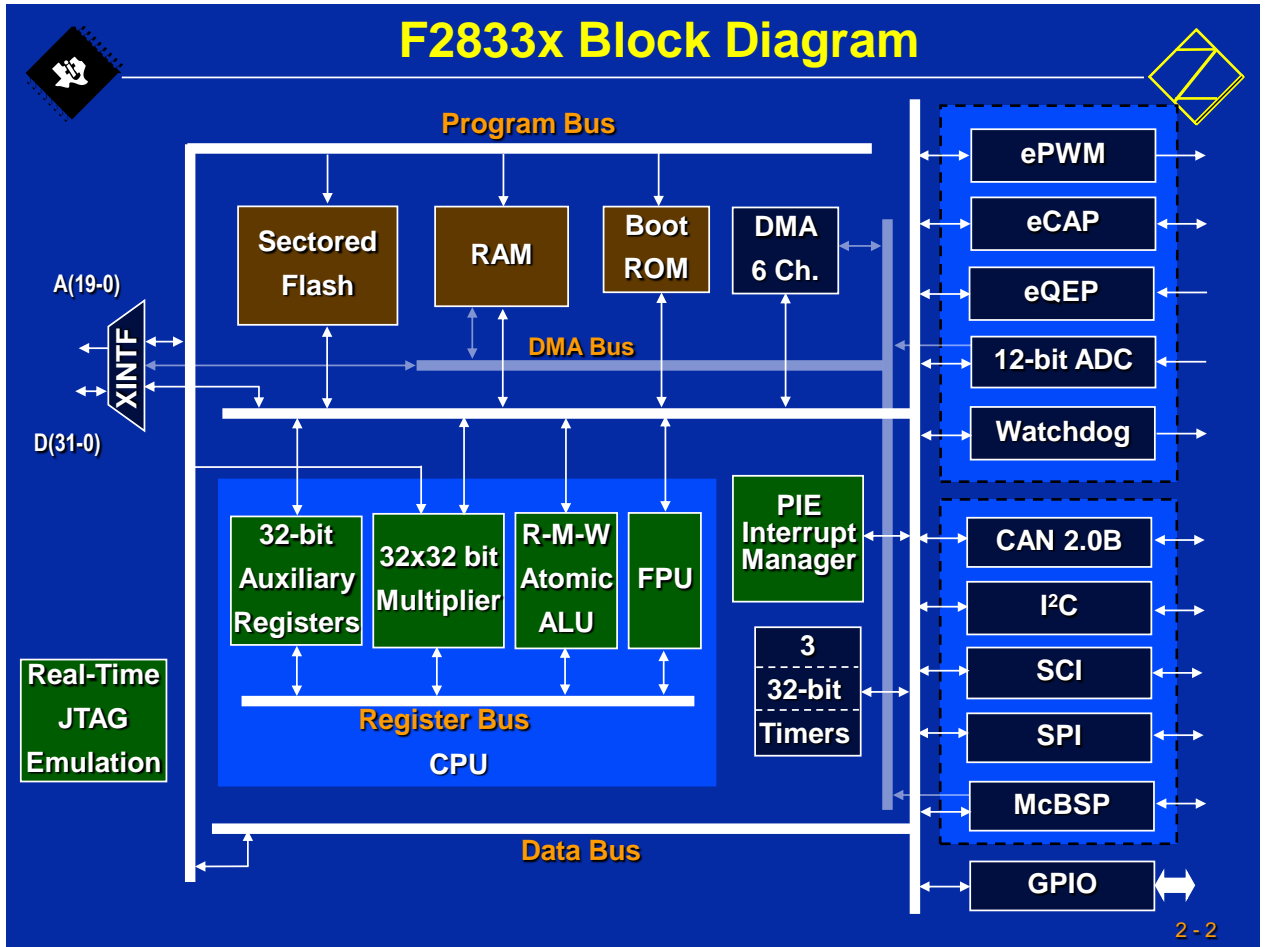 F2833x Block Diagram
Program Bus
Sectored
Flash
RAM
Boot
ROM
DMA
6 Ch.
A(19-0)
XINTF
D(31-0)
DMA Bus
ePWM
eCAP
eQEP
12-bit ADC
Watchdog
32-bit
Auxiliary
Registers
32x32 bit
Multiplier
R-M-W
Atomic
ALU
FPU
PIE
Interrupt
Manager
3
32-bit
Timers
Register Bus
CPU
Real-Time
JTAG
Emulation
CAN 2.0B
I²C
SCI
SPI
McBSP
Data Bus
GPIO
2 - 2